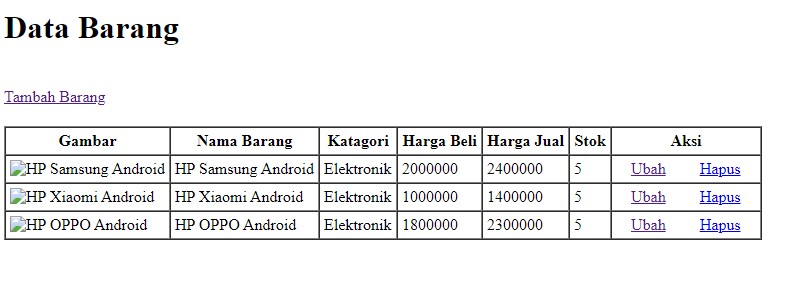 Data Barang
Tambah Barang
Gambar Nama Barang Katagori Harga Beli Harga Jual Stok Aksi
HP Samsung Android HP Samsung Android Elektronik 2000000 2400000 5 Ubah Hapus
HP Xiaomi Android HP Xiaomi Android Elektronik 1000000 1400000 5 Ubah Hapus
HP OPPO Android HP OPPO Android Elektronik 1800000 2300000 5 Ubah Hapus